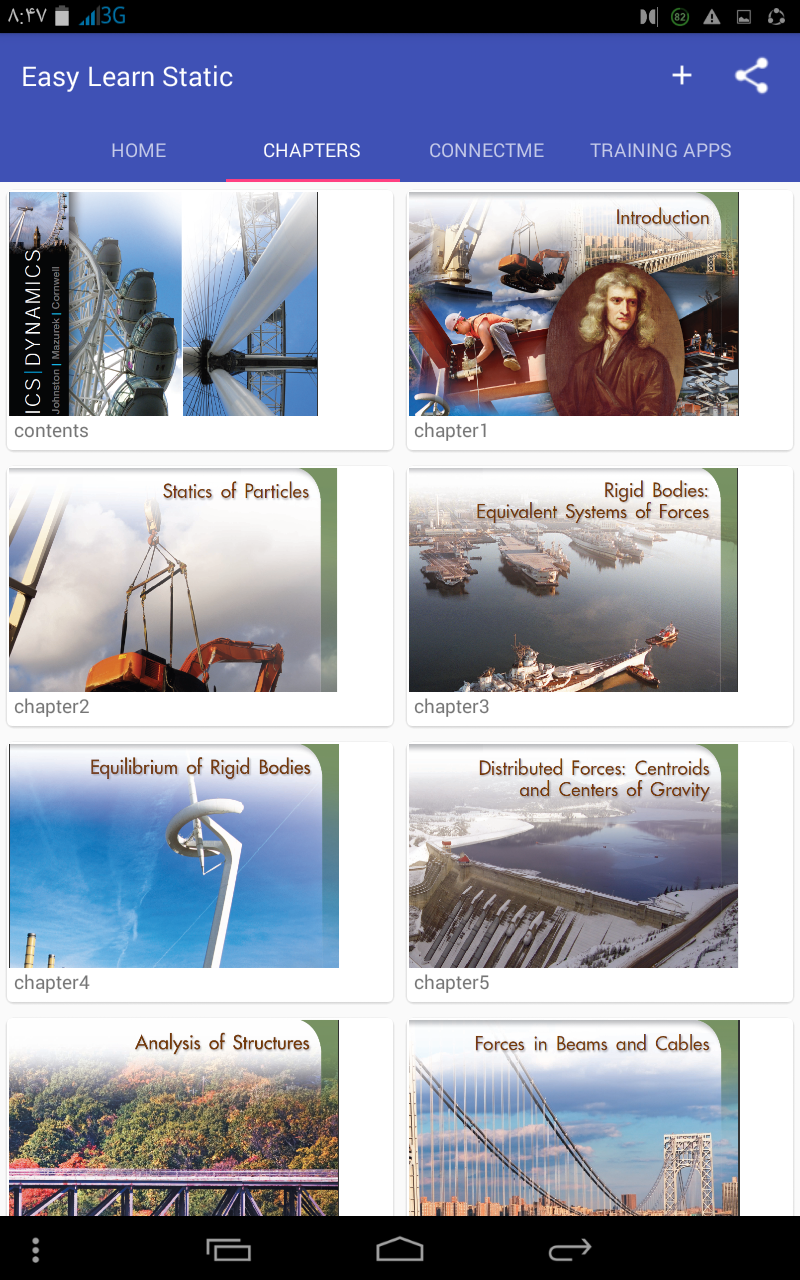 ۸:۴۷
3G
82
Easy Learn Static
+
HOME
CHAPTERS
CONNECTME
TRAINING APPS
ICS|DYNAMICS
Johnston | Mazurek | Cornwell
contents
Introduction
chapter1
Statics of Particles
chapter2
Rigid Bodies:
Equivalent Systems of Forces
chapter3
Equilibrium of Rigid Bodies
chapter4
Distributed Forces: Centroids
and Centers of Gravity
chapter5
Analysis of Structures
Forces in Beams and Cables